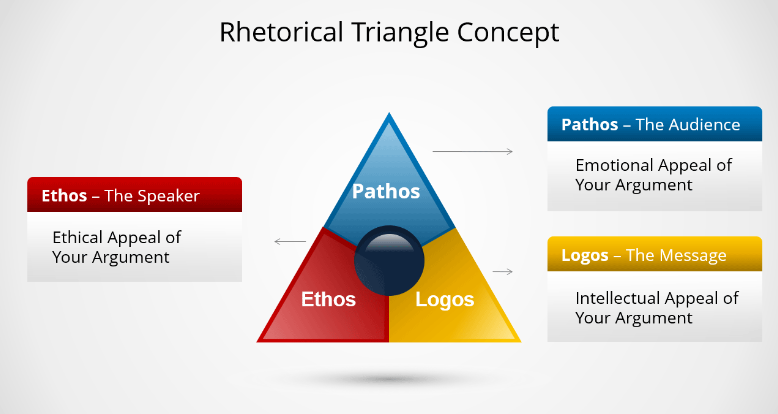 Rhetorical Triangle Concept
Pathos – The Audience
Emotional Appeal of
Your Argument
Pathos
Ethos – The Speaker
Ethical Appeal of
Your Argument
Logos – The Message
Intellectual Appeal of
Your Argument
Ethos
Logos